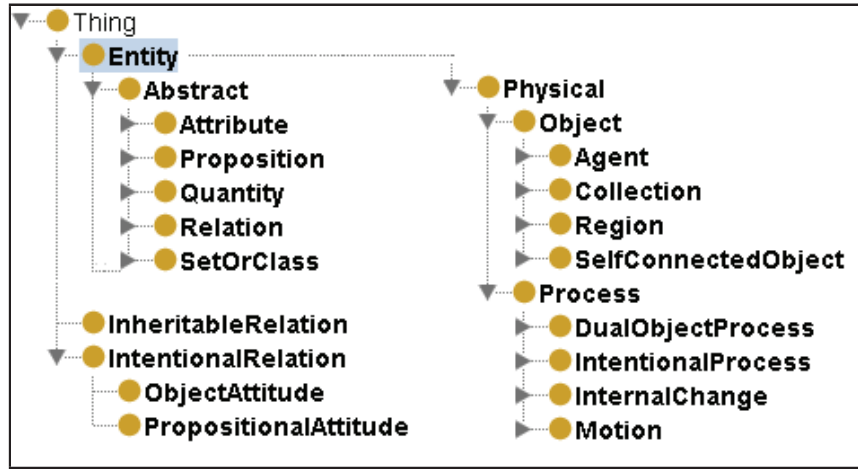 Thing
Entity
Abstract
Attribute
Proposition
Quantity
Relation
SetOrClass
InheritableRelation
IntentionalRelation
ObjectAttitude
PropositionalAttitude
Physical
Object
Agent
Collection
Region
SelfConnectedObject
Process
DualObjectProcess
IntentionalProcess
InternalChange
Motion